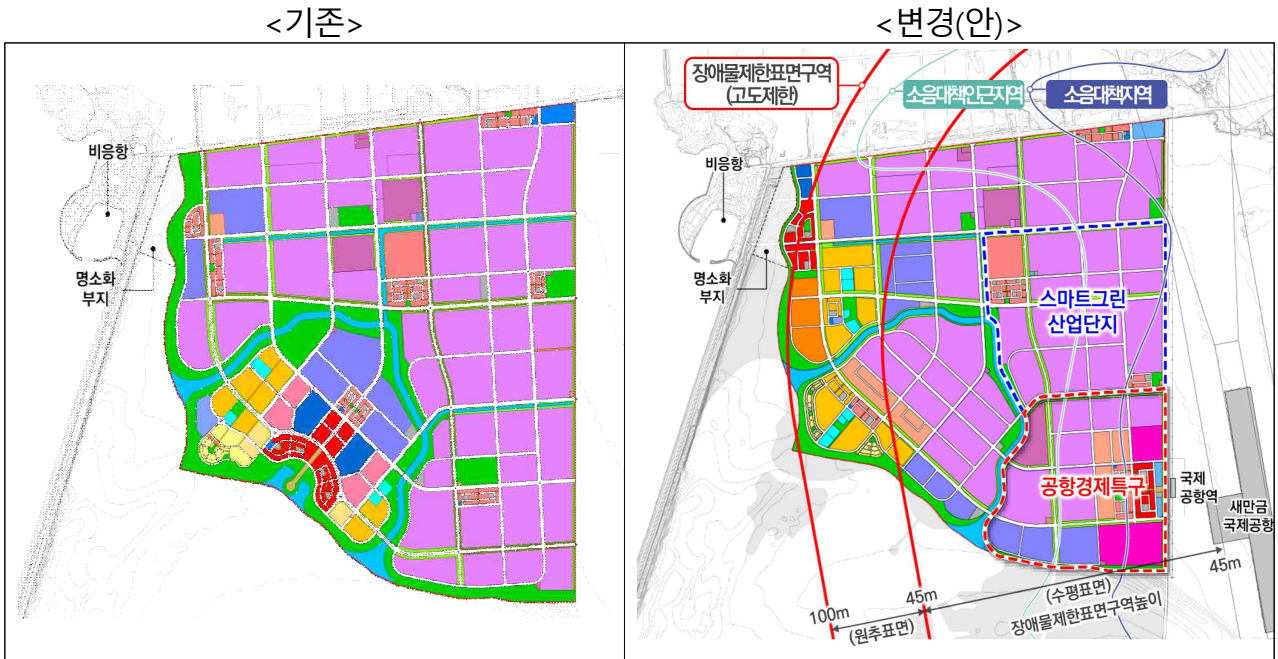 <기존>
<변경(안)>
비응항
명소화
부지
장애물제한표면구역
(고도제한)
소음대책인근지역
소음대책지역
비응항
명소화
부지
스마트그린
산업단지
공항경제특구
국제
공항역
새만금
국제공항
100m
45m
45m
(원추표면)
(수평표면)
장애물제한표면구역높이